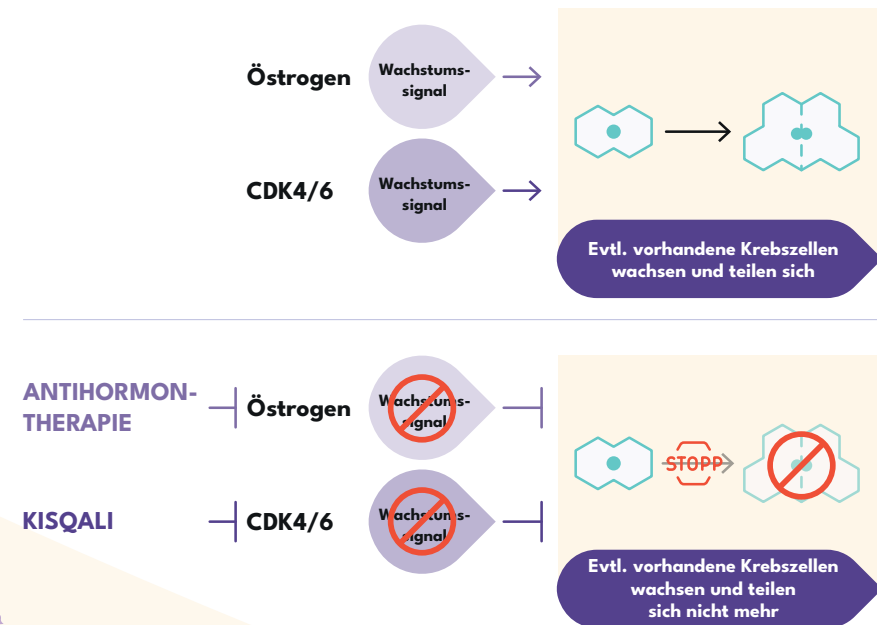 Östrogen
Wachstums-
signal
CDK4/6
Wachstums-
signal
Evtl. vorhandene Krebszellen
wachsen und teilen sich
ANTIHORMON-
THERAPIE
Östrogen
Wachstums-
signal
STOPP
KISQALI
CDK4/6
Wachstums-
signal
Evtl. vorhandene Krebszellen
wachsen und teilen
sich nicht mehr